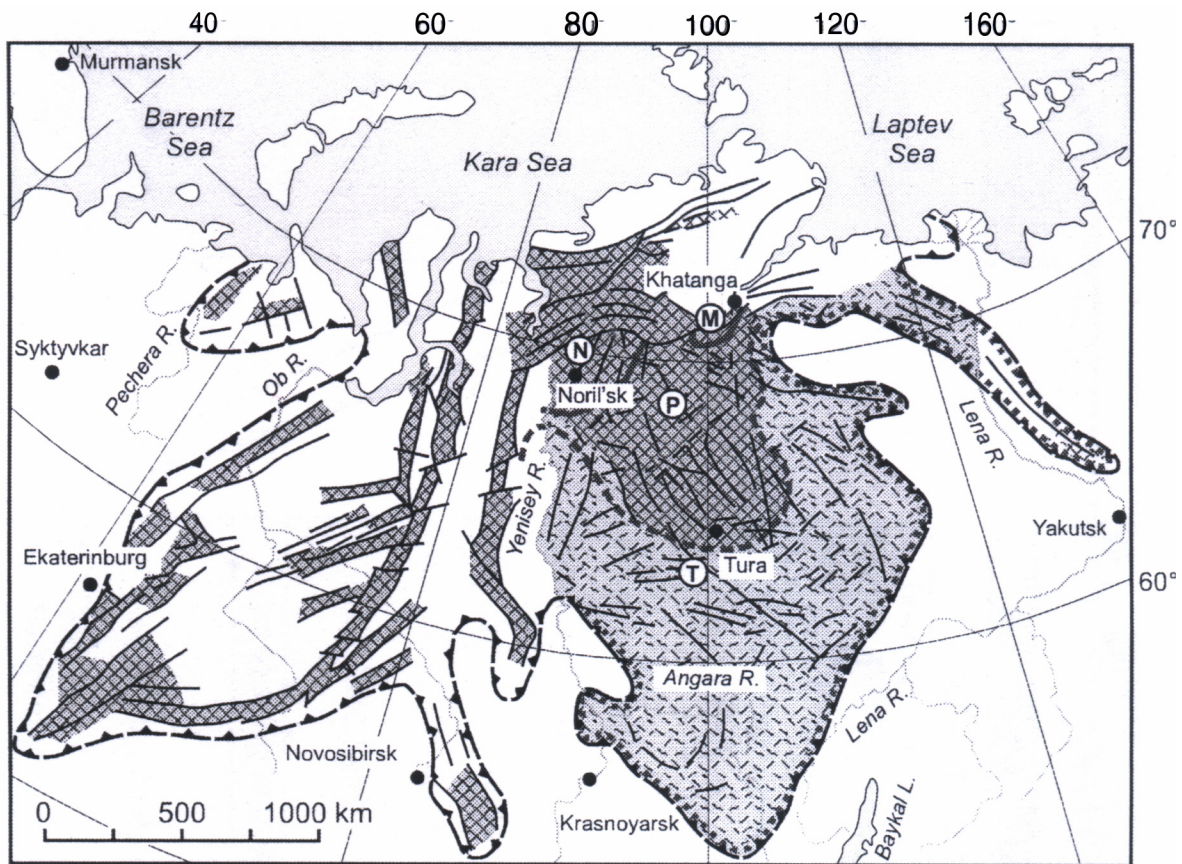 40- 60- 80- 100- 120- 160-
Murmansk
Barentz
Sea
Kara Sea
Laptev
Sea
70°
Khatanga
M
Syktyvkar
Pechera R.
Ob R.
N
Noril'sk
P
Lena R.
Yenisey R.
Yakutsk
Ekaterinburg
Tura
T
60°
Angara R.
Lena R.
Novosibirsk
0 500 1000 km
Krasnoyarsk
Baykal L.